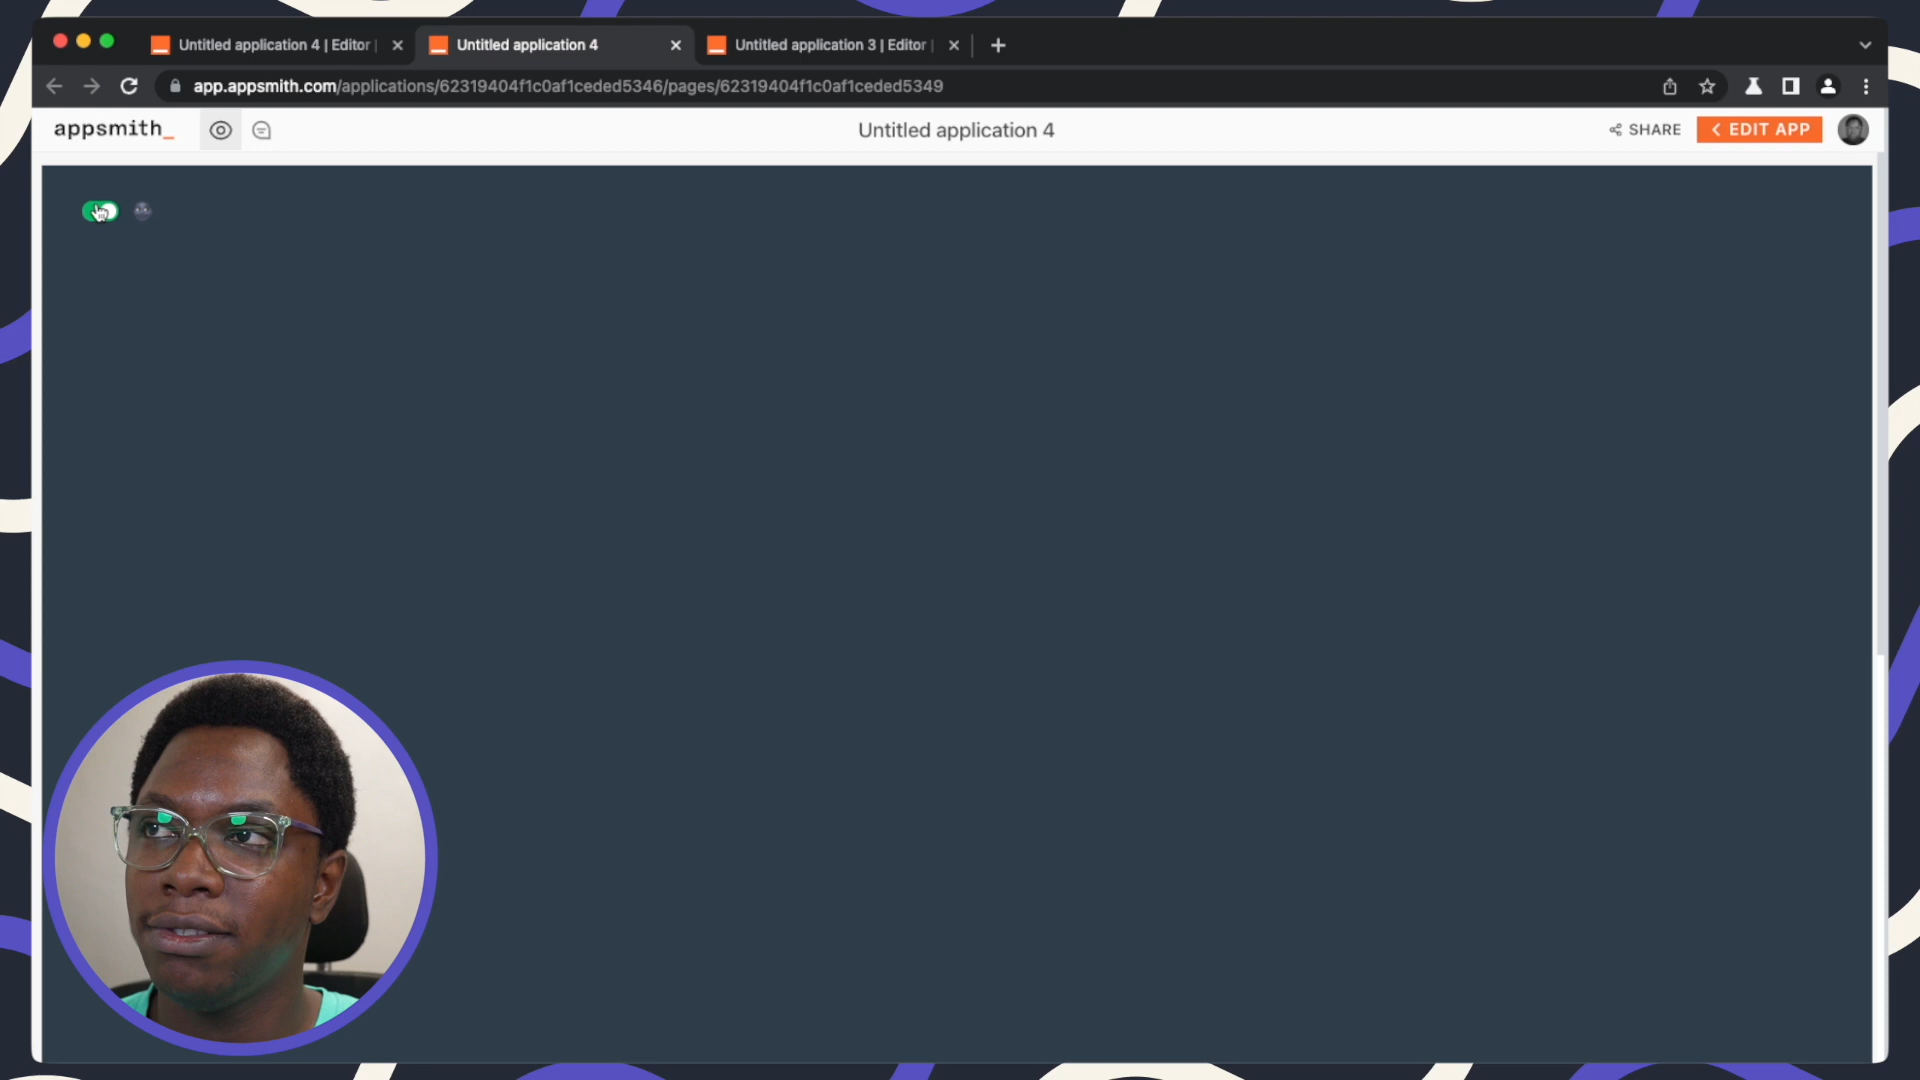 Untitled application 4 | Editor |
Untitled application 4
Untitled application 3 | Editor |
app.appsmith.com/applications/62319404f1c0af1ceded5346/pages/62319404f1c0af1ceded5349
appsmith_
Untitled application 4
SHARE
EDIT APP